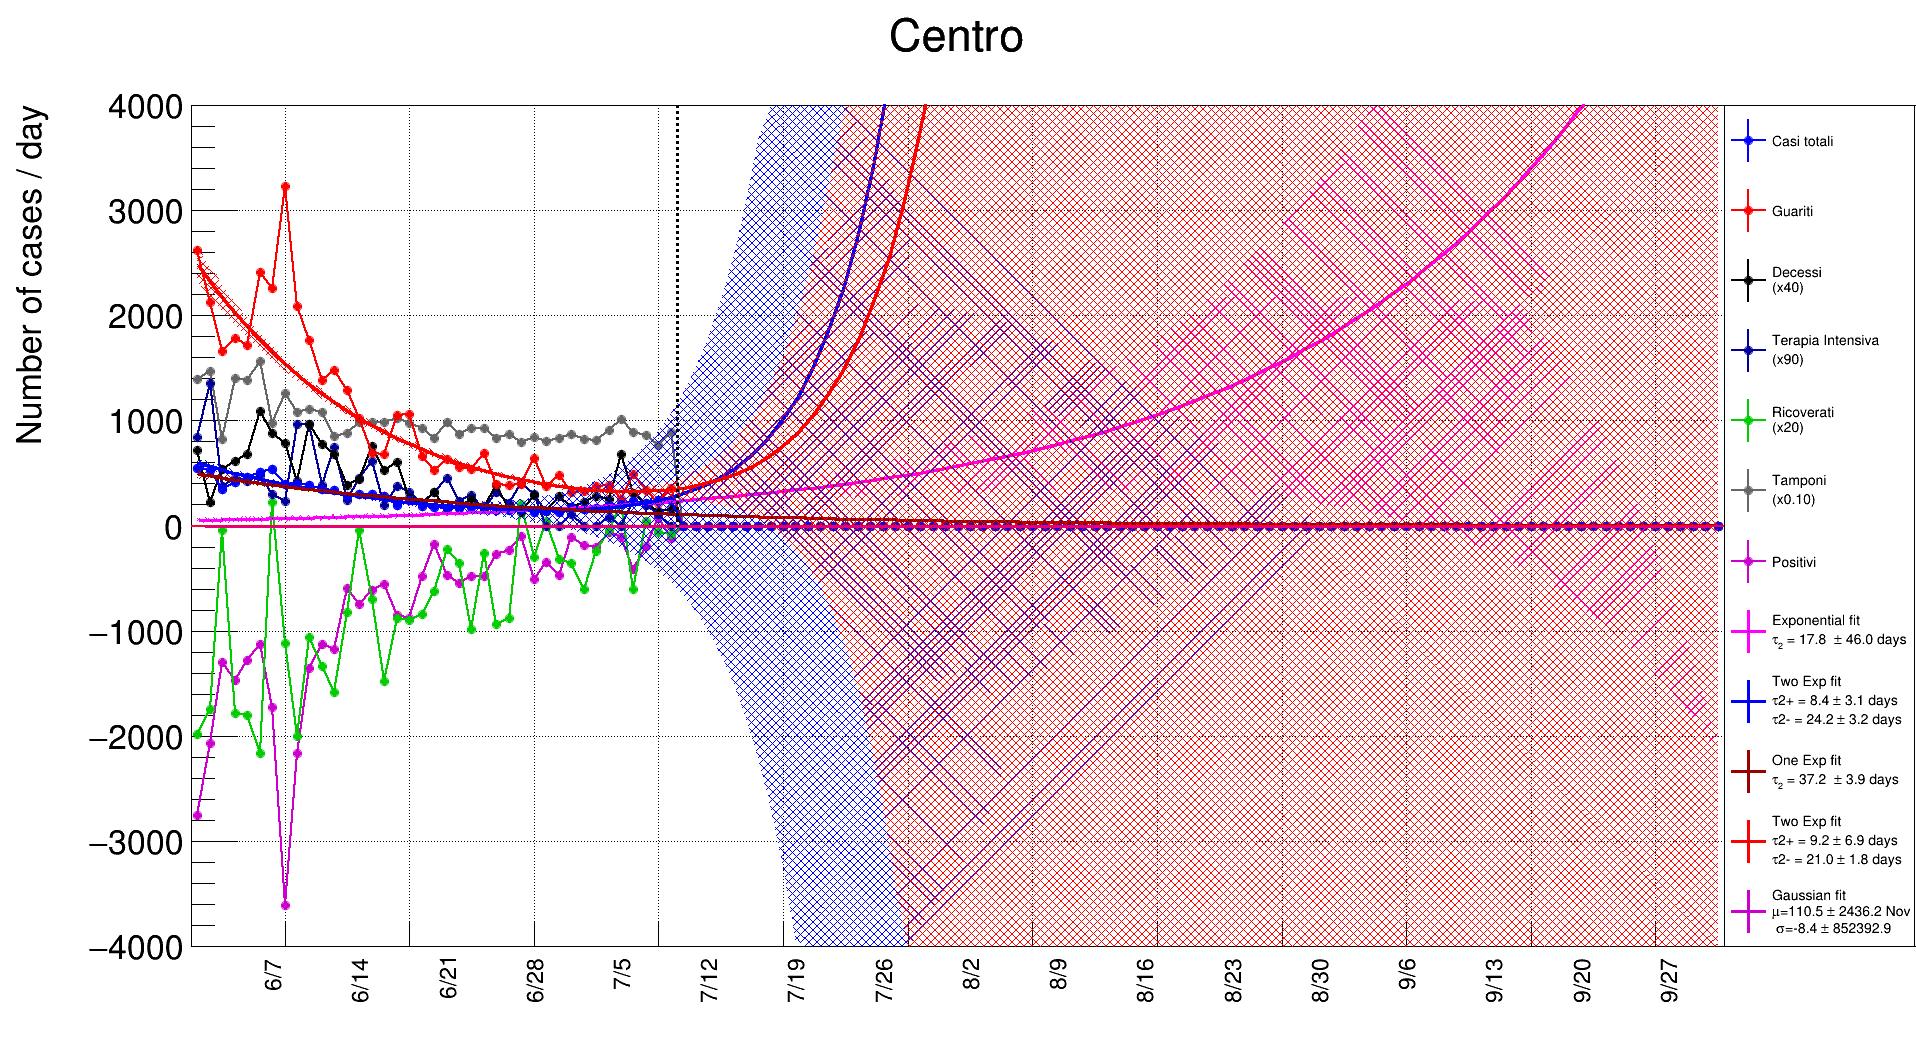 Centro
Number of cases / day
4000
3000
2000
1000
0
−1000
−2000
−3000
−4000
6/7
6/14
6/21
6/28
7/5
7/12
7/19
7/26
8/2
8/9
8/16
8/23
8/30
9/6
9/13
9/20
9/27
Casi totali
Guariti
Decessi
(x40)
Terapia Intensiva
(x90)
Ricoverati
(x20)
Tamponi
(x0.10)
Positivi
Exponential fit
τ2 = 17.8 ± 46.0 days
Two Exp fit
τ2+ = 8.4 ± 3.1 days
τ2- = 24.2 ± 3.2 days
One Exp fit
τ2 = 37.2 ± 3.9 days
Two Exp fit
τ2+ = 9.2 ± 6.9 days
τ2- = 21.0 ± 1.8 days
Gaussian fit
μ=110.5 ± 2436.2 Nov
σ=-8.4 ± 852392.9